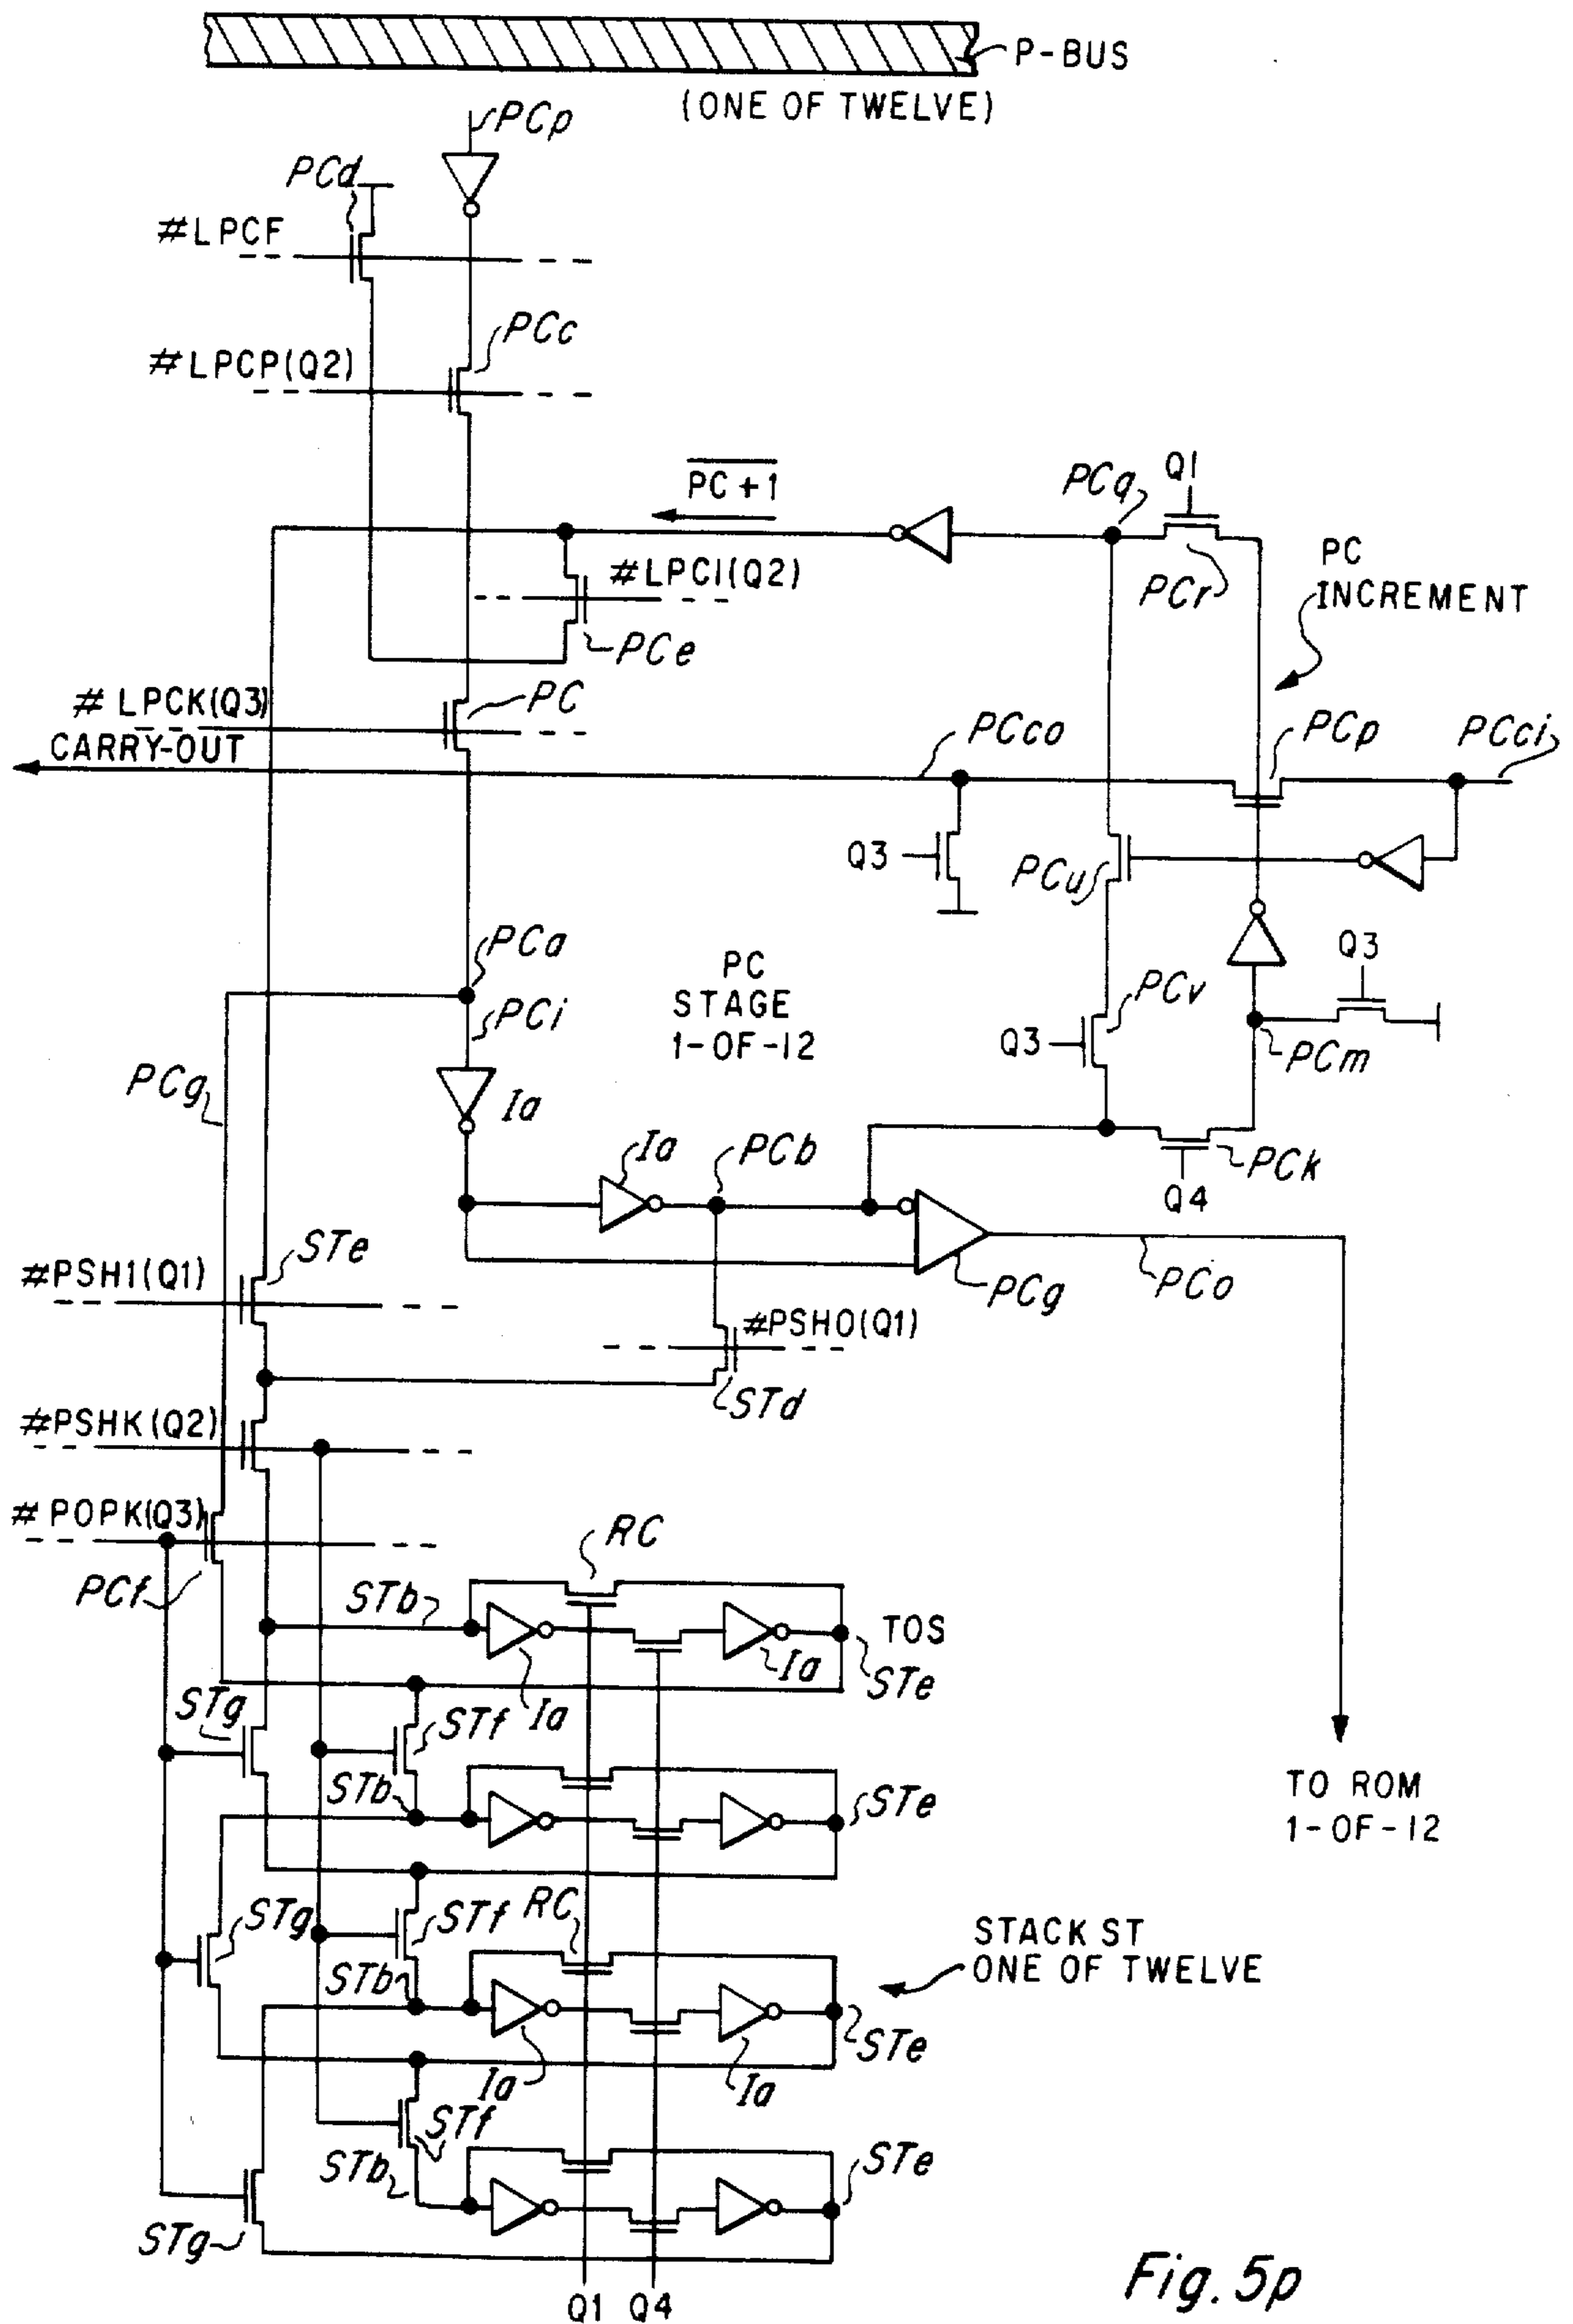 P-BUS
(ONE OF TWELVE)
PCp
PCd
#LPCF
PCc
#LPCP(Q2)
PC+1
PCq
Q1
PCr
PC
INCREMENT
#LPCI(Q2)
PCe
#LPCK(Q3)
PC
CARRY-OUT
PCco
PCp
PCci
Q3
PCu
PCa
PCi
PC
STAGE
1-OF-12
Q3
PCv
Q3
PCm
PCg
Ia
Ia
PCb
PCk
Q4
STe
#PSH1(Q1)
PCg
PCo
#PSHO(Q1)
STd
#PSHK(Q2)
#POPK(Q3)
PCf
RC
STb
TOS
STe
Ia
Ia
STg
STf
STb
STe
TO ROM
1-OF-12
STg
STf
RC
STb
STACK ST
ONE OF TWELVE
STe
Ia
Ia
STf
STb
STe
STg
Q1 Q4
Fig. 5p